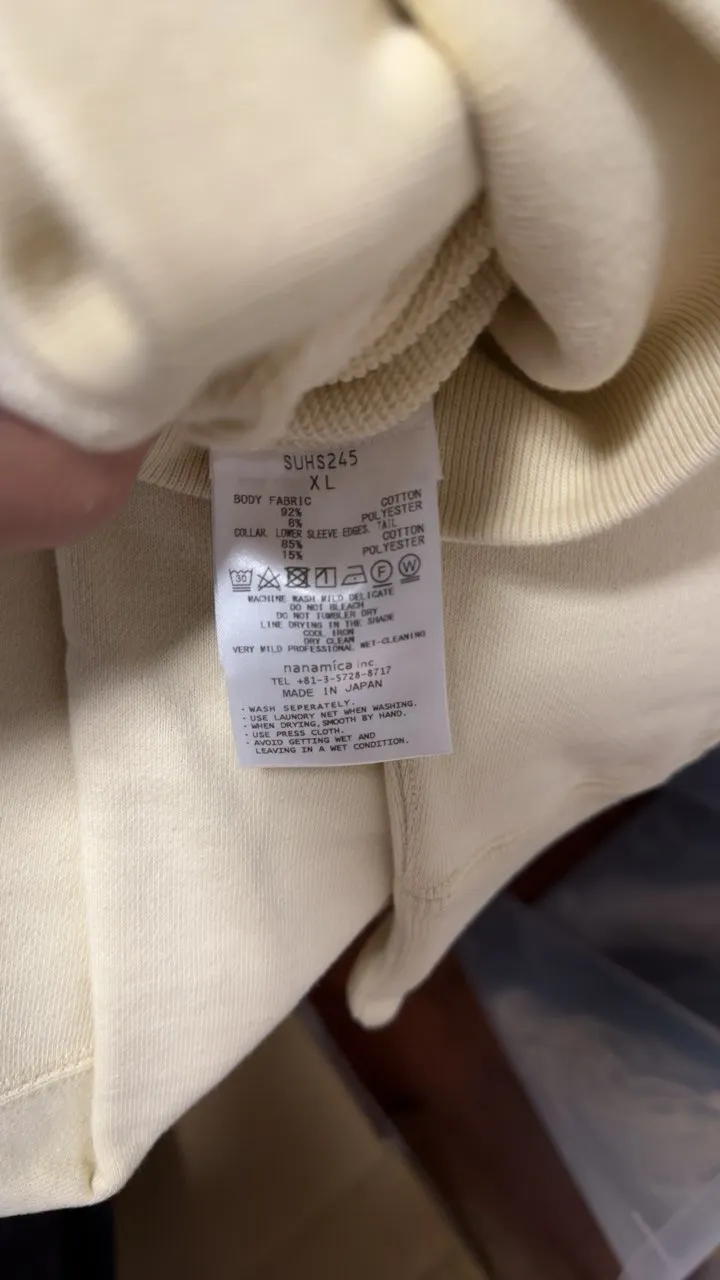 SUHS245
XL
BODY FABRIC COTTON
92% POLYESTER
8%
COLLAR. LOWER SLEEVE EDGES. TAIL
85% COTTON
15% POLYESTER
30 F W
MACHINE WASH MILD DELICATE
DO NOT BLEACH
DO NOT TUMBLER DRY
LINE DRYING IN THE SHADE
COOL IRON
DRY CLEAN
VERY MILD PROFESSIONAL WET-CLEANING
nanamica inc.
TEL +81-3-5728-8717
MADE IN JAPAN
・WASH SEPERATELY.
・USE LAUNDRY NET WHEN WASHING.
・WHEN DRYING,SMOOTH BY HAND.
・USE PRESS CLOTH.
・AVOID GETTING WET AND
LEAVING IN A WET CONDITION.